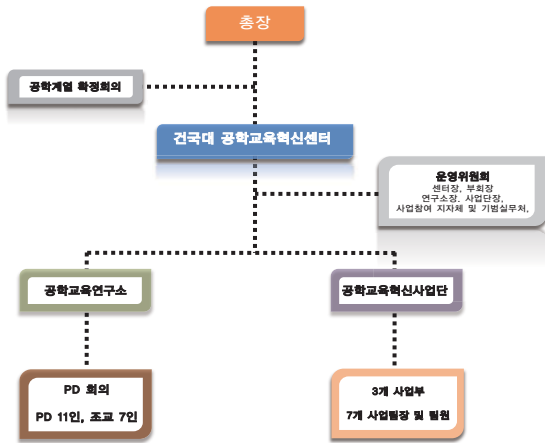 총장
공학계열 확정회의
건국대 공학교육혁신센터
운영위원회
센터장, 부회장
연구소장, 사업단장,
사업참여 지자체 및 기범실무처,
공학교육연구소
공학교육혁신사업단
PD 회의
PD 11인, 조교 7인
3개 사업부
7개 사업팀장 및 팀원